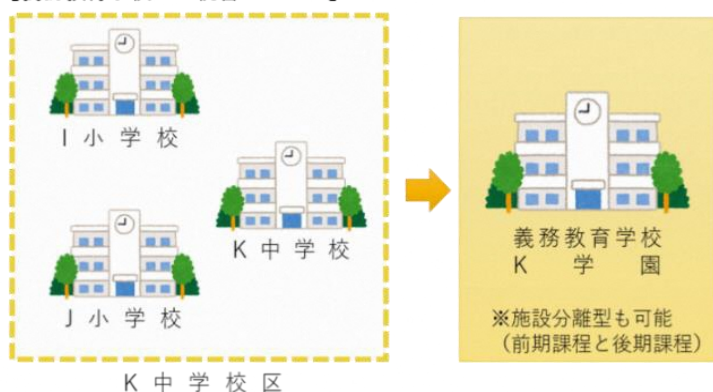 I 小 学 校
K 中 学 校
J 小 学 校
K 中 学 校 区
義務教育学校
K 学 園
※施設分離型も可能
（前期課程と後期課程）